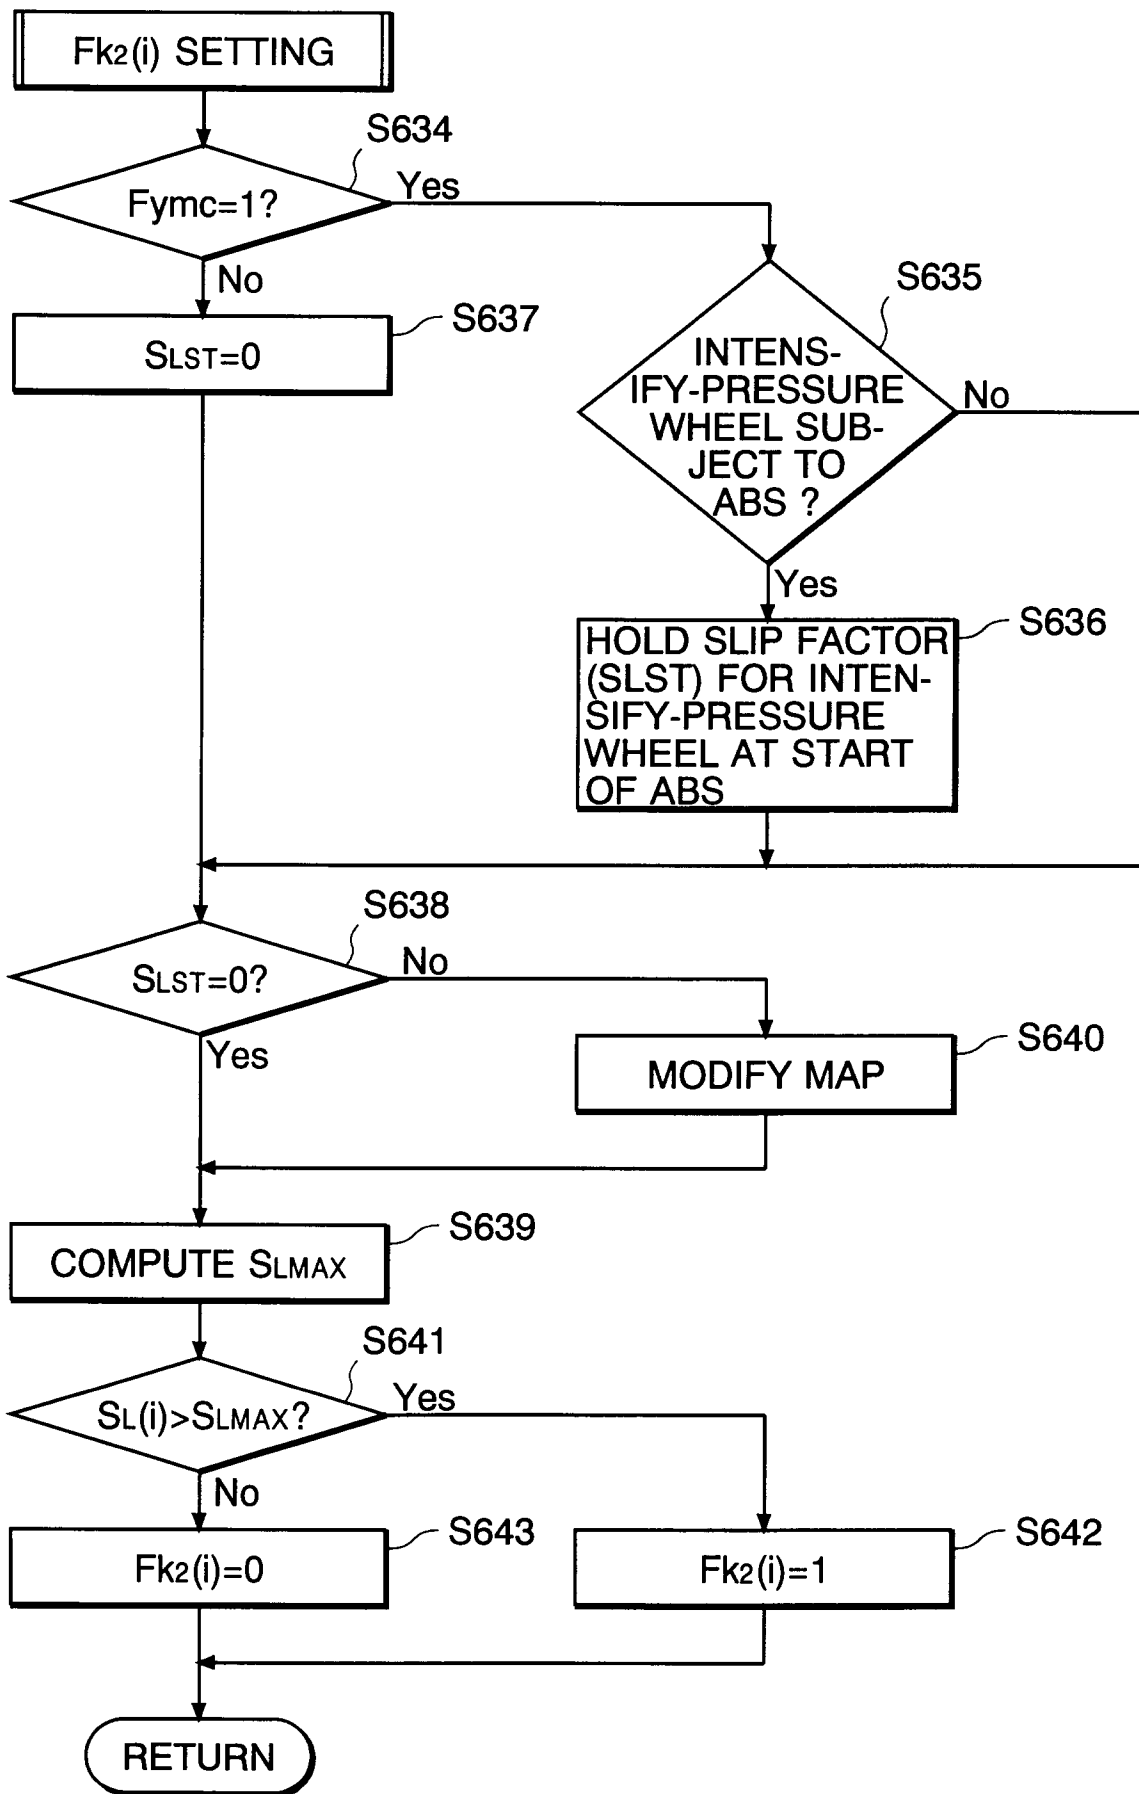 Fk2(i) SETTING
S634
Fymc=1?
Yes
No
S635
S637
SLST=0
INTENS-
IFY-PRESSURE
WHEEL SUB-
JECT TO
ABS ?
No
Yes
S636
HOLD SLIP FACTOR
(SLST) FOR INTEN-
SIFY-PRESSURE
WHEEL AT START
OF ABS
S638
SLST=0?
No
Yes
S640
MODIFY MAP
S639
COMPUTE SLMAX
S641
SL(i)>SLMAX?
Yes
No
S643
Fk2(i)=0
S642
Fk2(i)=1
RETURN